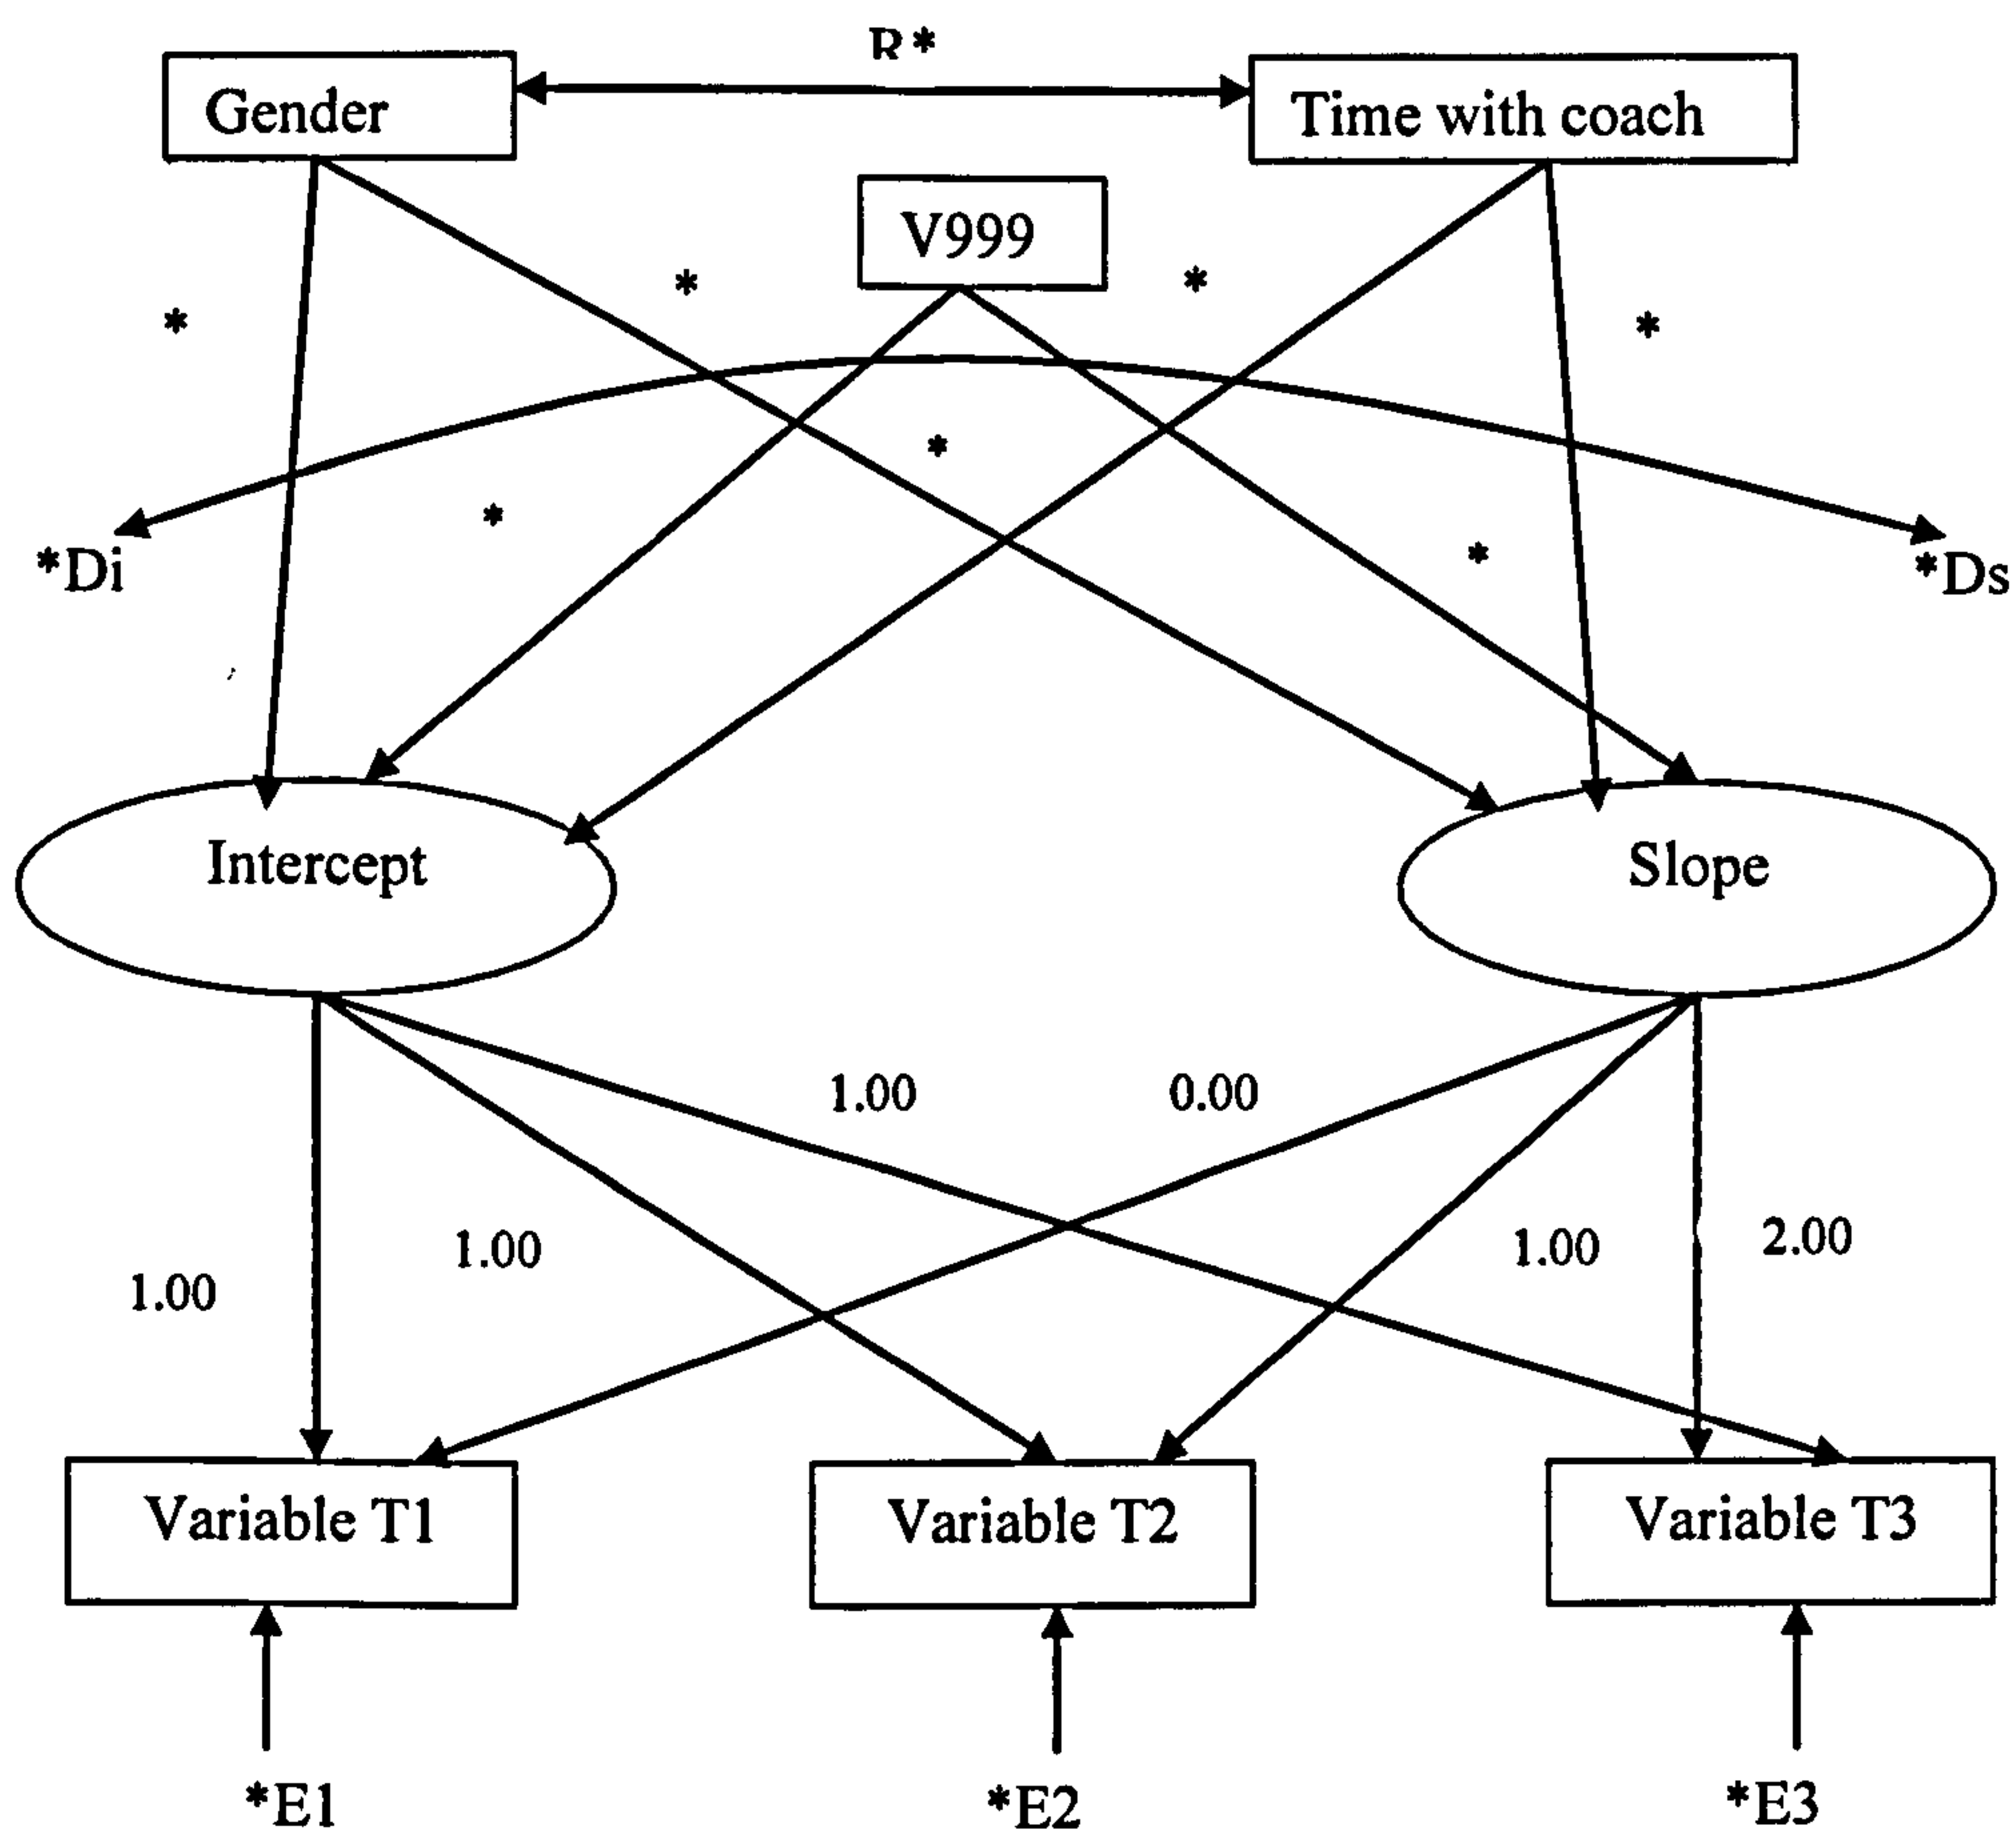 R*
Gender
Time with coach
V999
*
*
*
*
*
*
*
*Di
*Ds
Intercept
Slope
1.00
0.00
1.00
1.00
2.00
1.00
Variable T1
Variable T2
Variable T3
*E1
*E2
*E3